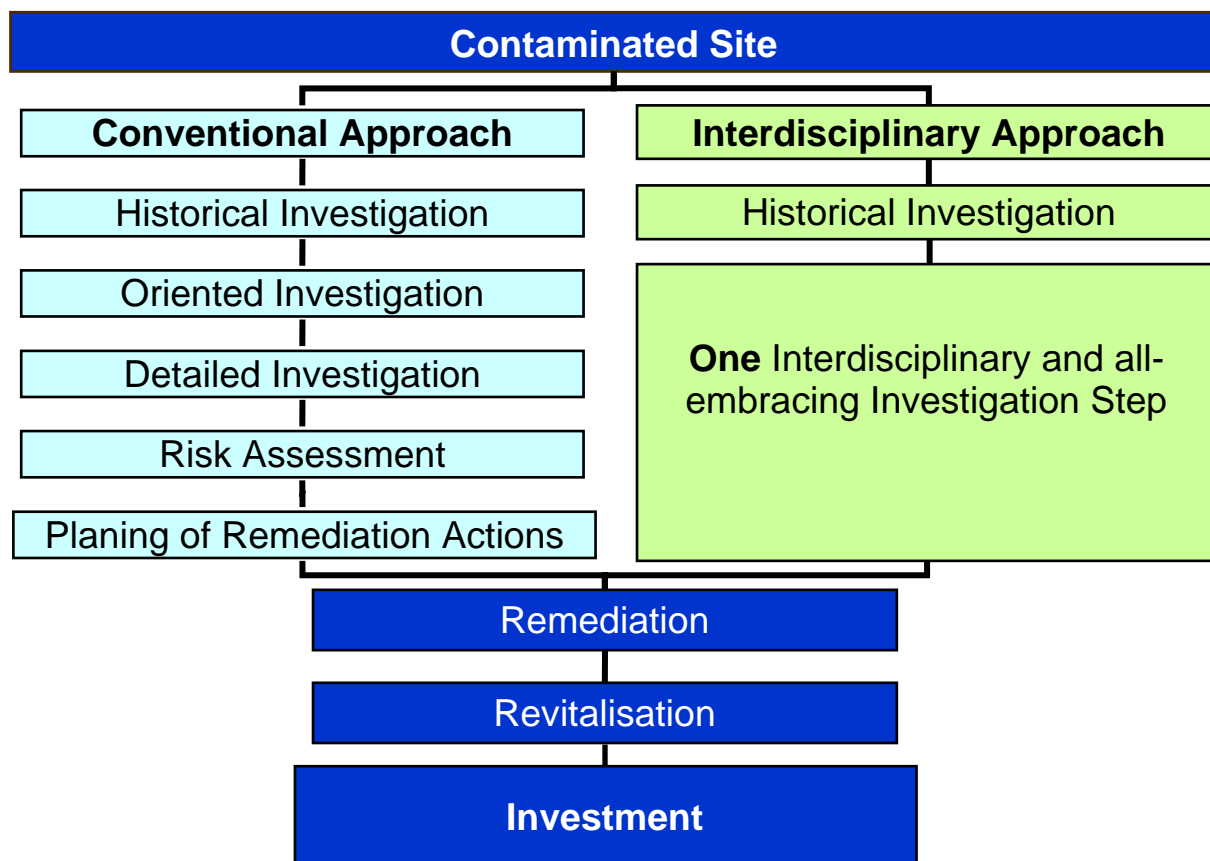 Contaminated Site
Conventional Approach
Historical Investigation
Oriented Investigation
Detailed Investigation
Risk Assessment
Planing of Remediation Actions
Interdisciplinary Approach
Historical Investigation
One Interdisciplinary and all-
embracing Investigation Step
Remediation
Revitalisation
Investment